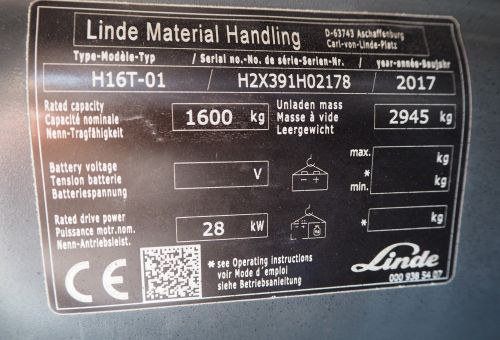 Linde Material Handling
D-63743 Aschaffenburg
Carl-von-Linde-Platz
Type-Modèle-Typ / Serial no.-No. de série-Serien-Nr. / year-année-Baujahr
H16T-01 / H2X391H02178 / 2017
Rated capacity
Capacité nominale
Nenn-Tragfähigkeit
1600 kg
Unladen mass
Masse à vide
Leergewicht
2945 kg
Battery voltage
Tension batterie
Batteriespannung
V
max. kg
*
min. kg
Rated drive power
Puissance motr.nom.
Nenn-Antriebsleist.
28 kW
* kg
CE
* see Operating Instructions
voir Mode d´emploi
siehe Betriebsanleitung
Linde
000 938 54 07